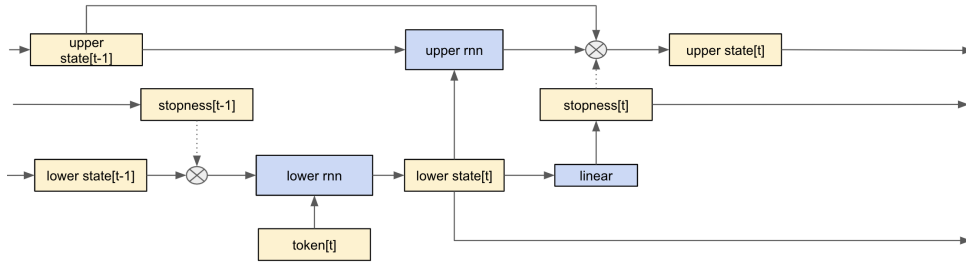 upper
state[t-1]
upper rnn
upper state[t]
stopness[t-1]
stopness[t]
lower state[t-1]
lower rnn
lower state[t]
linear
token[t]